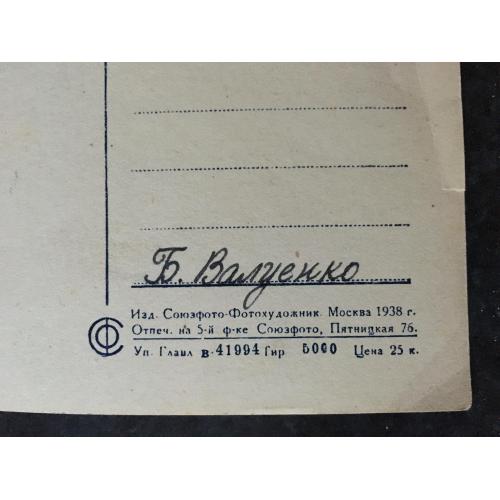 Б. Валуенко
Изд. Союзфото-Фотохудожник. Москва 1938 г.
Отпеч. на 5-й ф-ке Союзфото, Пятницкая 76.
Уп. Главл в-41994 Тир 5000 Цена 25 к.